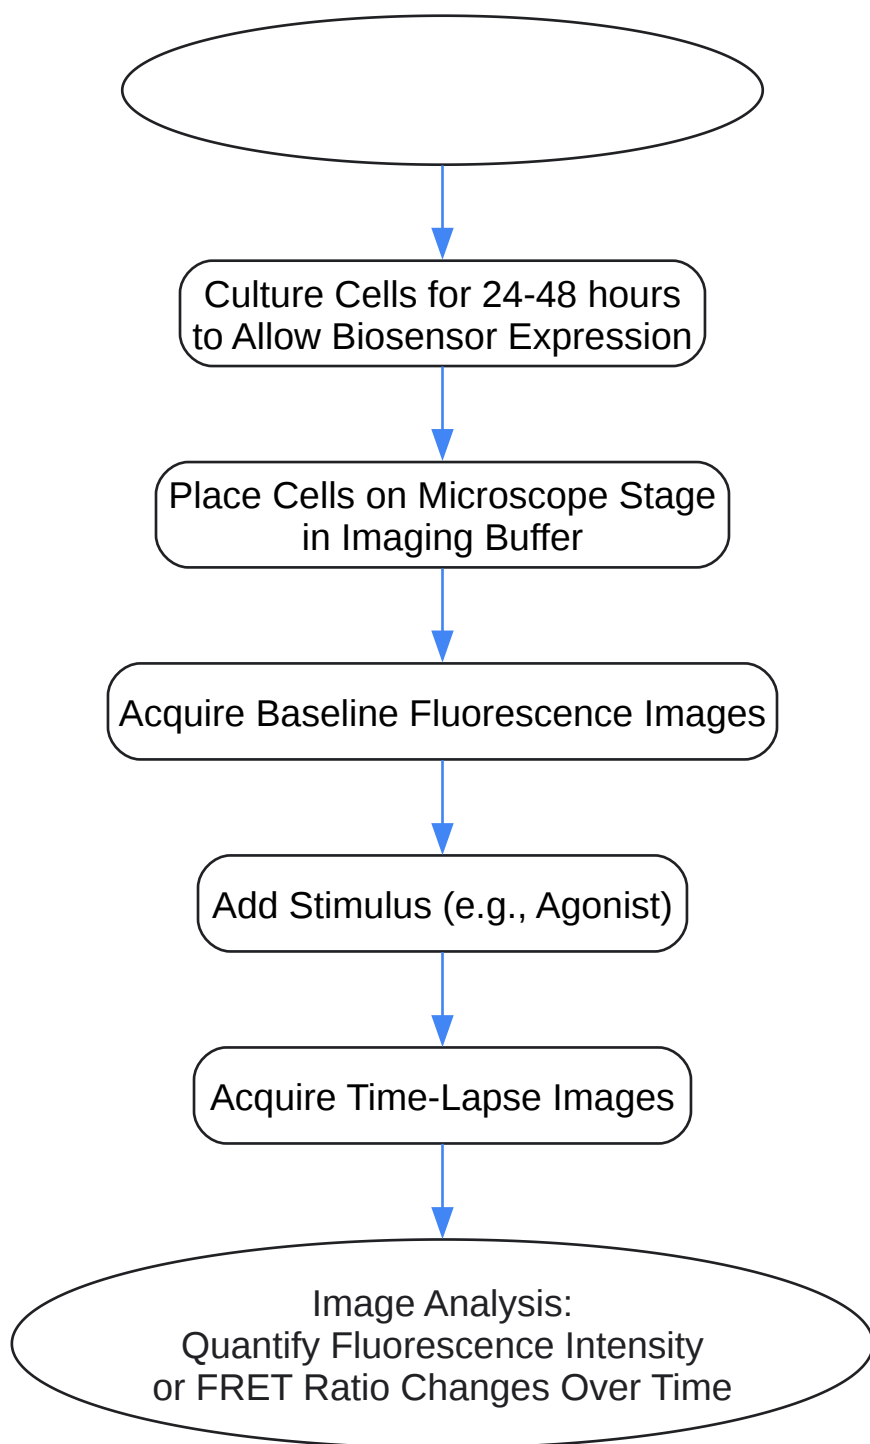 Culture Cells for 24-48 hours
to Allow Biosensor Expression
Place Cells on Microscope Stage
in Imaging Buffer
Acquire Baseline Fluorescence Images
Add Stimulus (e.g., Agonist)
Acquire Time-Lapse Images
Image Analysis:
Quantify Fluorescence Intensity
or FRET Ratio Changes Over Time